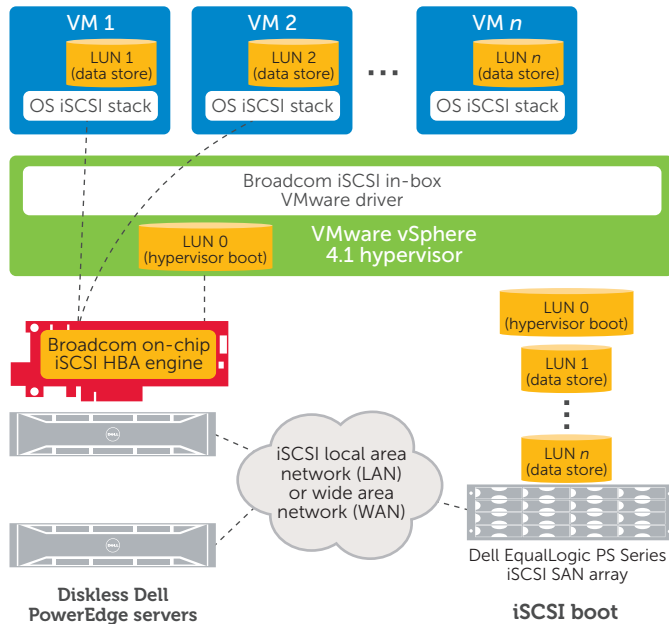 VM 1
VM 2
VM n
LUN 1
(data store)
LUN 2
(data store)
...
LUN n
(data store)
OS iSCSI stack
OS iSCSI stack
OS iSCSI stack
Broadcom iSCSI in-box
VMware driver
LUN 0
(hypervisor boot)
VMware vSphere
4.1 hypervisor
Broadcom on-chip
iSCSI HBA engine
LUN 0
(hypervisor boot)
LUN 1
(data store)
LUN n
(data store)
DELL
iSCSI local area
network (LAN)
or wide area
network (WAN)
DELL
Dell EqualLogic PS Series
iSCSI SAN array
Diskless Dell
PowerEdge servers
iSCSI boot